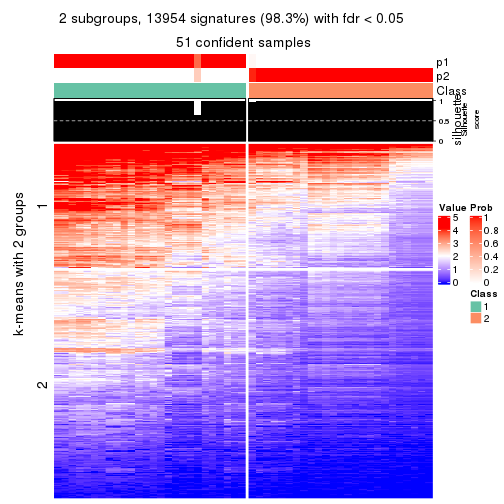 2 subgroups, 13954 signatures (98.3%) with fdr < 0.05
51 confident samples
p1
p2
Class
1
0.5
0
silhouette
Silhouette
score
k-means with 2 groups
1
2
Value
5
4
3
2
1
0
Prob
1
0.8
0.6
0.4
0.2
0
Class
1
2